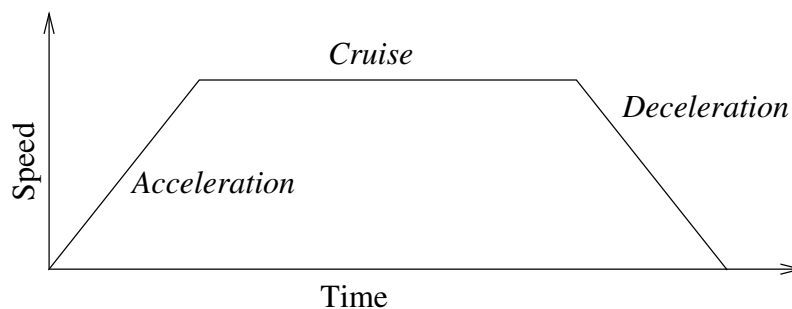 Cruise
Deceleration
Acceleration
Speed
Time